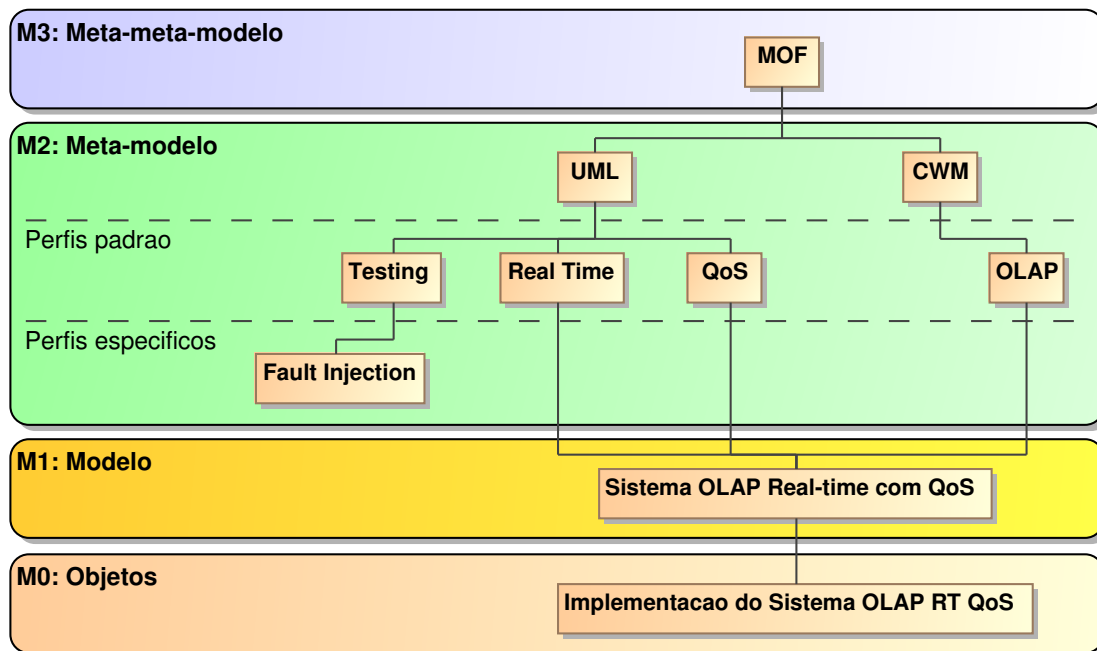 M3: Meta-meta-modelo
MOF
M2: Meta-modelo
UML
CWM
Perfis padrao
Testing
Real Time
QoS
OLAP
Perfis especificos
Fault Injection
M1: Modelo
Sistema OLAP Real-time com QoS
M0: Objetos
Implementacao do Sistema OLAP RT QoS